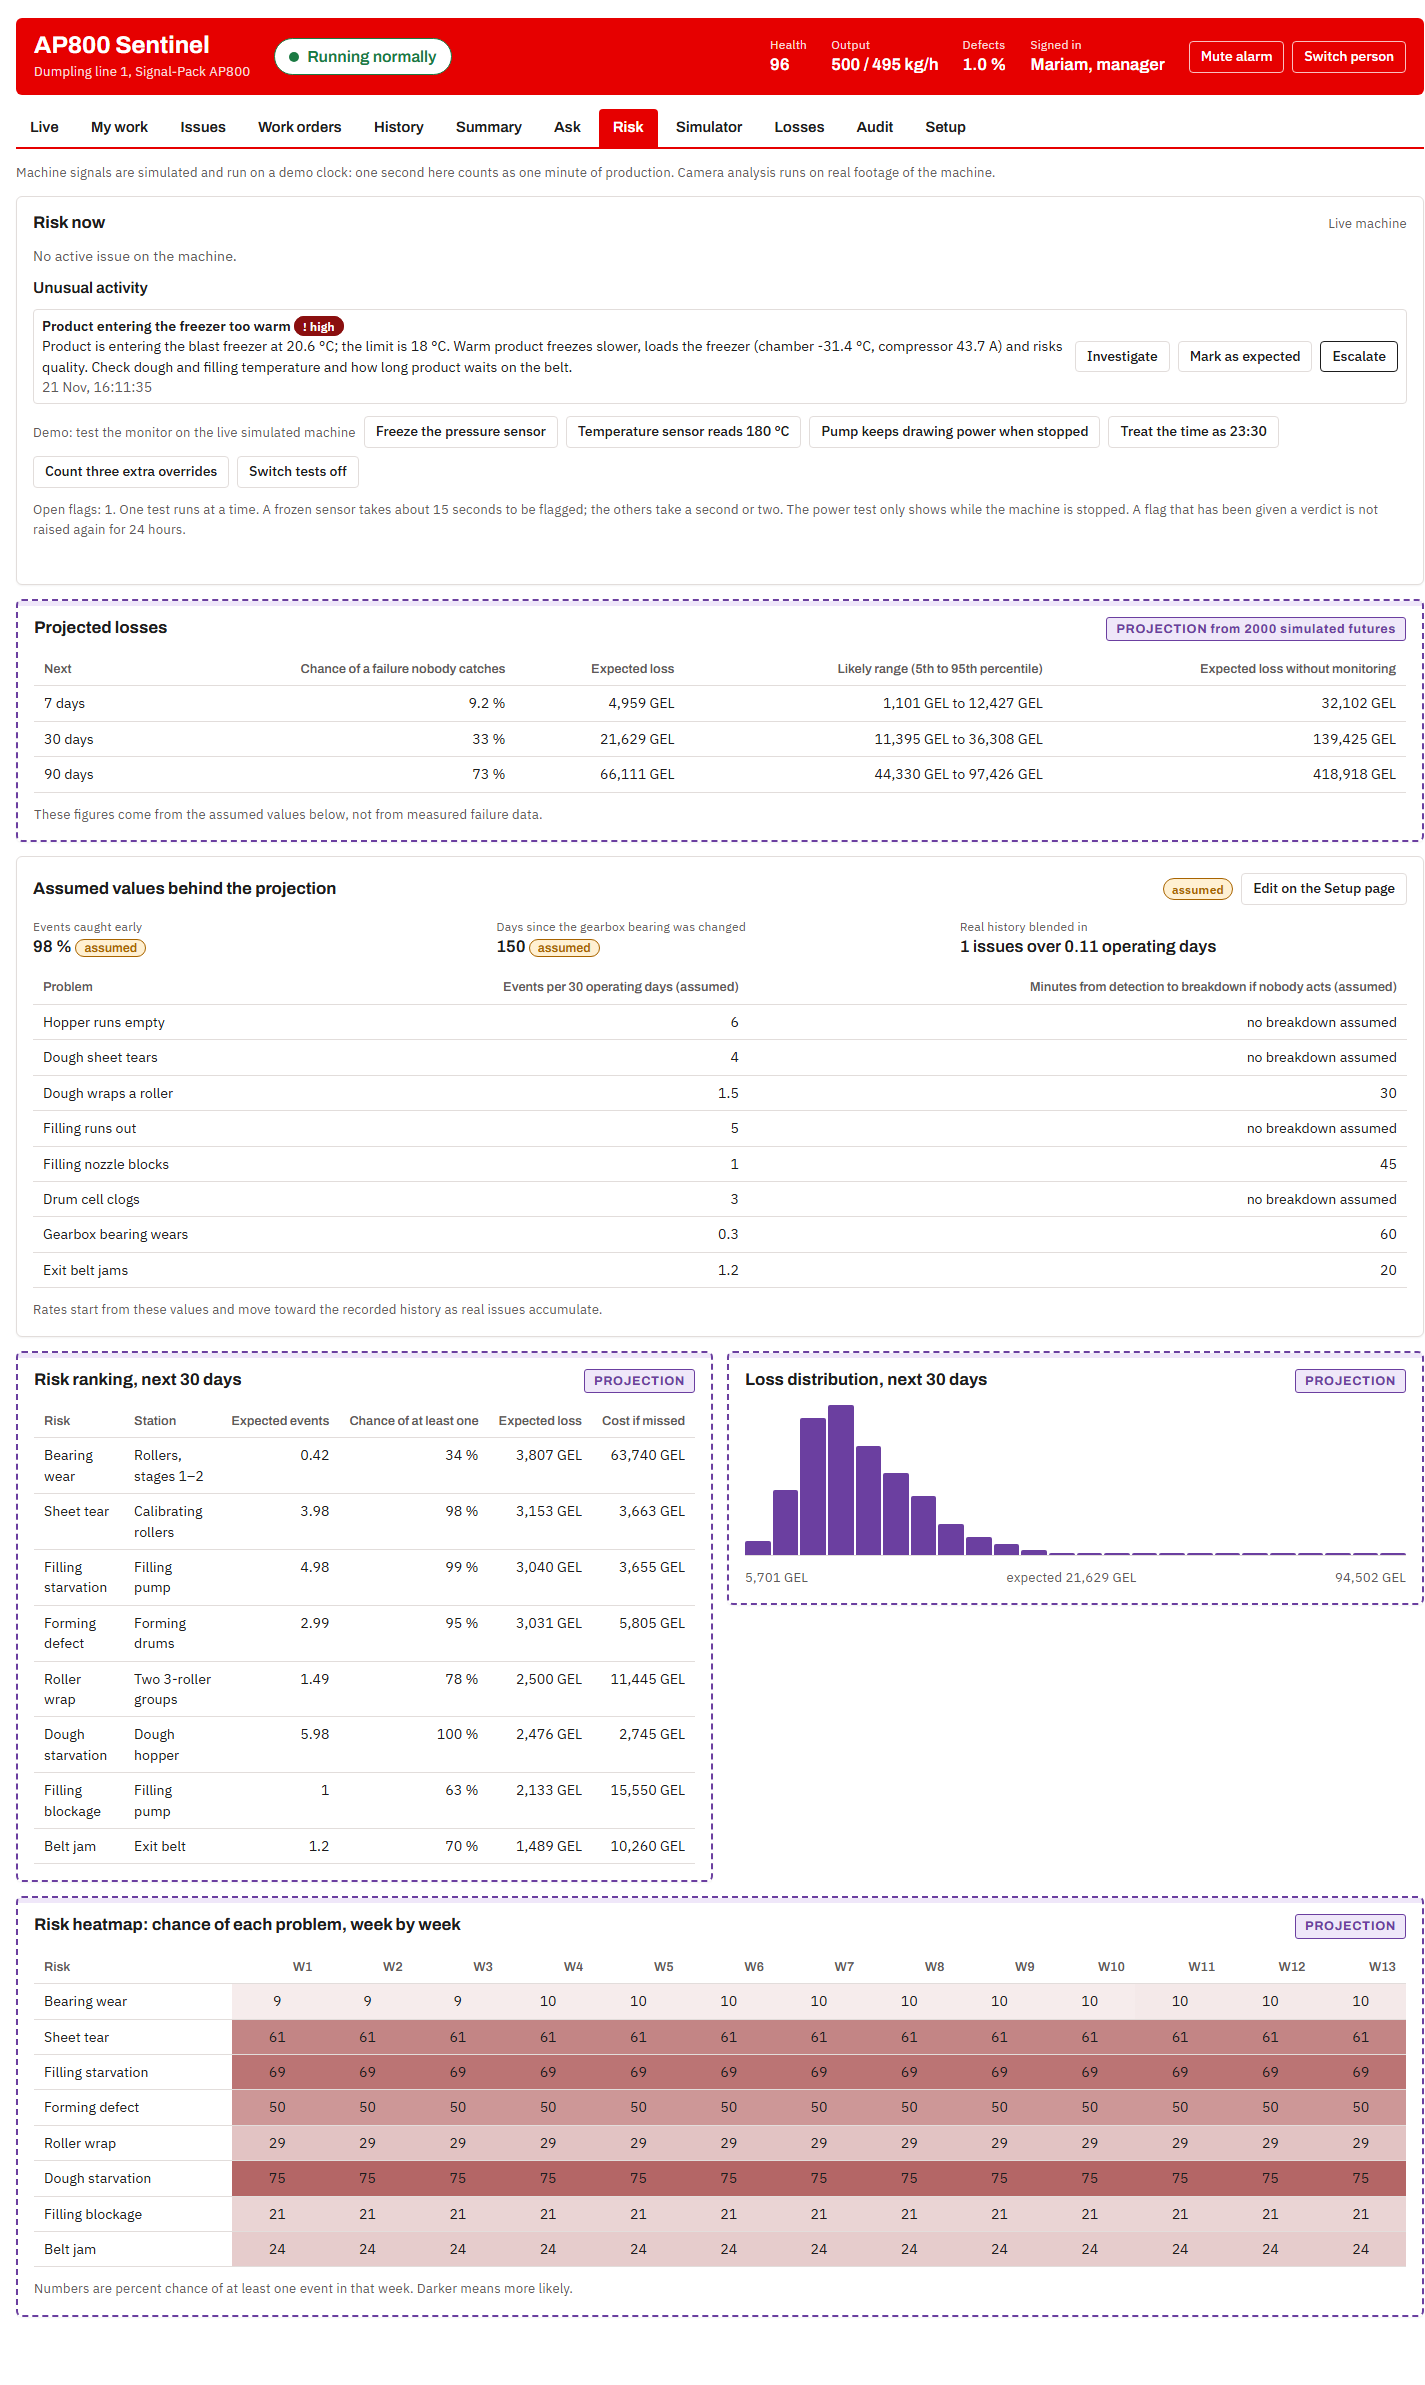 AP800 Sentinel
Dumpling line 1, Signal-Pack AP800
Running normally
Health
96
Output
500 / 495 kg/h
Defects
1.0 %
Signed in
Mariam, manager
Mute alarm
Switch person
Live
My work
Issues
Work orders
History
Summary
Ask
Risk
Simulator
Losses
Audit
Setup
Machine signals are simulated and run on a demo clock: one second here counts as one minute of production. Camera analysis runs on real footage of the machine.
Risk now
Live machine
No active issue on the machine.
Unusual activity
Product entering the freezer too warm ! high
Product is entering the blast freezer at 20.6 °C; the limit is 18 °C. Warm product freezes slower, loads the freezer (chamber -31.4 °C, compressor 43.7 A) and risks
quality. Check dough and filling temperature and how long product waits on the belt.
21 Nov, 16:11:35
Investigate
Mark as expected
Escalate
Demo: test the monitor on the live simulated machine
Freeze the pressure sensor
Temperature sensor reads 180 °C
Pump keeps drawing power when stopped
Treat the time as 23:30
Count three extra overrides
Switch tests off
Open flags: 1. One test runs at a time. A frozen sensor takes about 15 seconds to be flagged; the others take a second or two. The power test only shows while the machine is stopped. A flag that has been given a verdict is not
raised again for 24 hours.
Projected losses
PROJECTION from 2000 simulated futures
Next Chance of a failure nobody catches Expected loss Likely range (5th to 95th percentile) Expected loss without monitoring
7 days 9.2 % 4,959 GEL 1,101 GEL to 12,427 GEL 32,102 GEL
30 days 33 % 21,629 GEL 11,395 GEL to 36,308 GEL 139,425 GEL
90 days 73 % 66,111 GEL 44,330 GEL to 97,426 GEL 418,918 GEL
These figures come from the assumed values below, not from measured failure data.
Assumed values behind the projection
assumed
Edit on the Setup page
Events caught early
98 % assumed
Days since the gearbox bearing was changed
150 assumed
Real history blended in
1 issues over 0.11 operating days
Problem Events per 30 operating days (assumed) Minutes from detection to breakdown if nobody acts (assumed)
Hopper runs empty 6 no breakdown assumed
Dough sheet tears 4 no breakdown assumed
Dough wraps a roller 1.5 30
Filling runs out 5 no breakdown assumed
Filling nozzle blocks 1 45
Drum cell clogs 3 no breakdown assumed
Gearbox bearing wears 0.3 60
Exit belt jams 1.2 20
Rates start from these values and move toward the recorded history as real issues accumulate.
Risk ranking, next 30 days
PROJECTION
Risk Station Expected events Chance of at least one Expected loss Cost if missed
Bearing wear Rollers, stages 1–2 0.42 34 % 3,807 GEL 63,740 GEL
Sheet tear Calibrating rollers 3.98 98 % 3,153 GEL 3,663 GEL
Filling starvation Filling pump 4.98 99 % 3,040 GEL 3,655 GEL
Forming defect Forming drums 2.99 95 % 3,031 GEL 5,805 GEL
Roller wrap Two 3-roller groups 1.49 78 % 2,500 GEL 11,445 GEL
Dough starvation Dough hopper 5.98 100 % 2,476 GEL 2,745 GEL
Filling blockage Filling pump 1 63 % 2,133 GEL 15,550 GEL
Belt jam Exit belt 1.2 70 % 1,489 GEL 10,260 GEL
Loss distribution, next 30 days
PROJECTION
5,701 GEL expected 21,629 GEL 94,502 GEL
Risk heatmap: chance of each problem, week by week
PROJECTION
Risk W1 W2 W3 W4 W5 W6 W7 W8 W9 W10 W11 W12 W13
Bearing wear 9 9 9 10 10 10 10 10 10 10 10 10 10
Sheet tear 61 61 61 61 61 61 61 61 61 61 61 61 61
Filling starvation 69 69 69 69 69 69 69 69 69 69 69 69 69
Forming defect 50 50 50 50 50 50 50 50 50 50 50 50 50
Roller wrap 29 29 29 29 29 29 29 29 29 29 29 29 29
Dough starvation 75 75 75 75 75 75 75 75 75 75 75 75 75
Filling blockage 21 21 21 21 21 21 21 21 21 21 21 21 21
Belt jam 24 24 24 24 24 24 24 24 24 24 24 24 24
Numbers are percent chance of at least one event in that week. Darker means more likely.